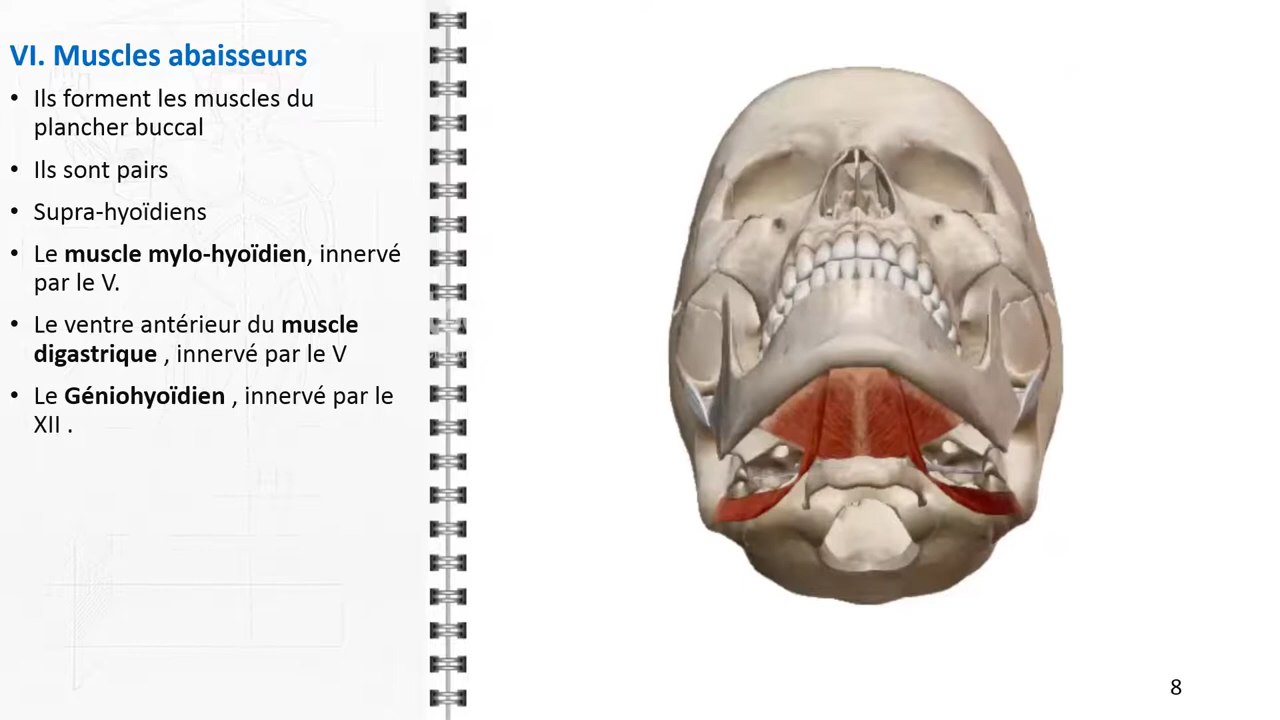 VI. Muscles abaisseurs
• Ils forment les muscles du
plancher buccal
• Ils sont pairs
• Supra-hyoïdiens
• Le muscle mylo-hyoïdien, innervé
par le V.
• Le ventre antérieur du muscle
digastrique , innervé par le V
• Le Géniohyoïdien , innervé par le
XII .
8